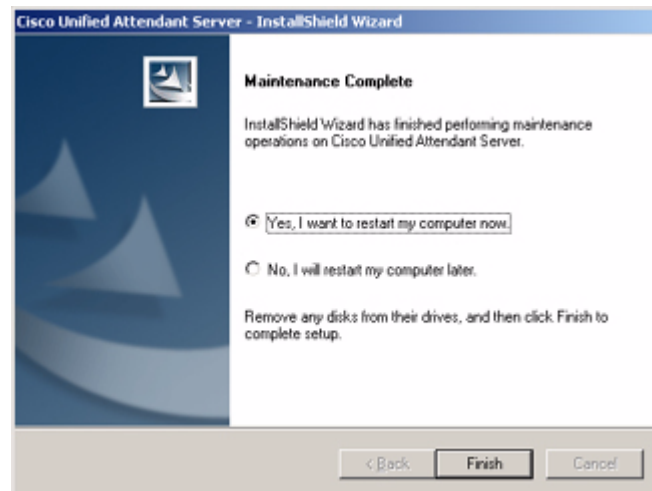 Cisco Unified Attendant Server - InstallShield Wizard
Maintenance Complete
InstallShield Wizard has finished performing maintenance
operations on Cisco Unified Attendant Server.
Yes, I want to restart my computer now.
No, I will restart my computer later.
Remove any disks from their drives, and then click Finish to
complete setup.
< Back Finish Cancel